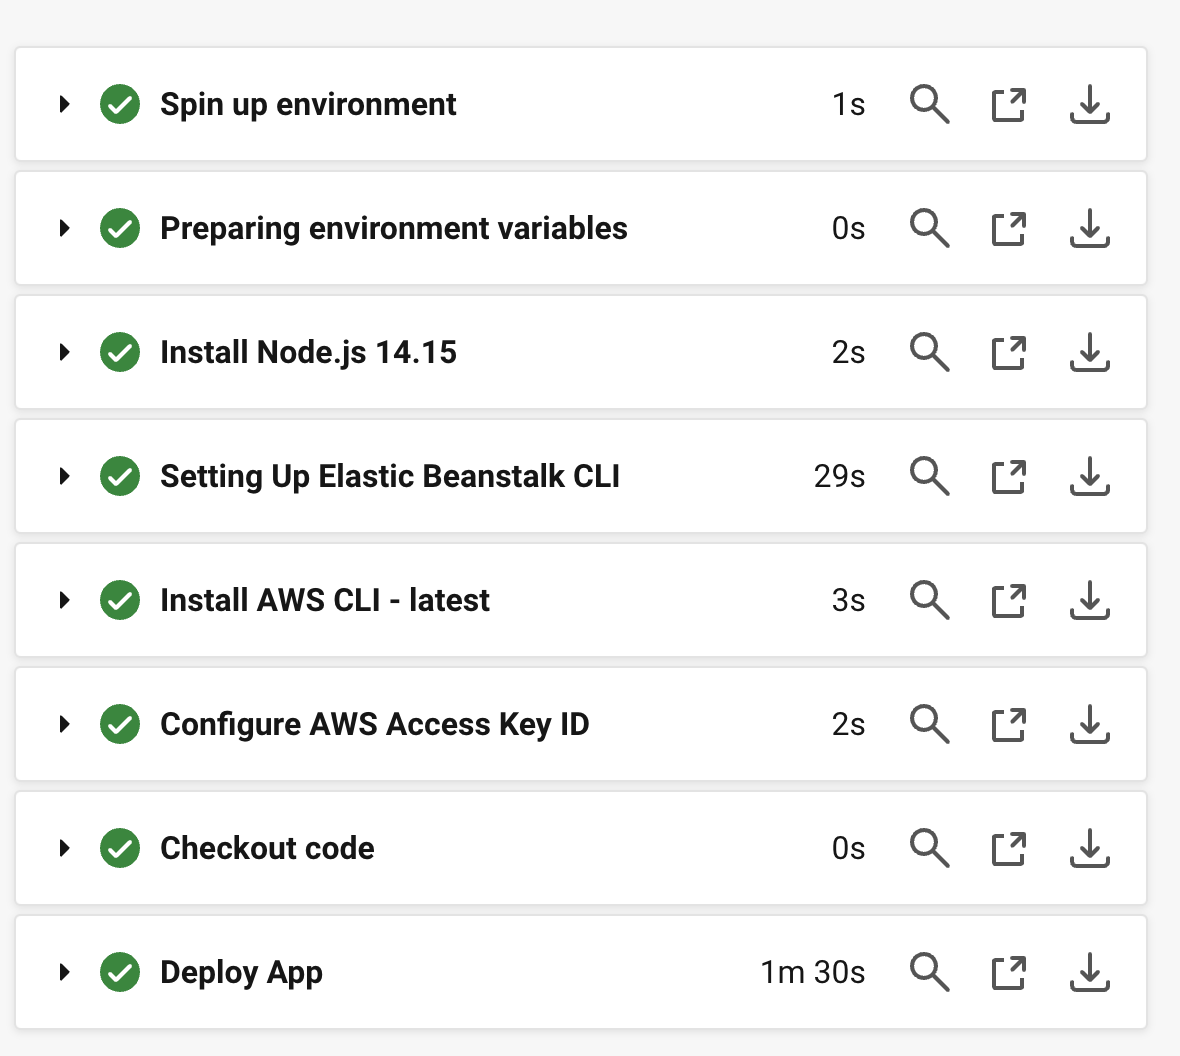 Spin up environment 1s
Preparing environment variables 0s
Install Node.js 14.15 2s
Setting Up Elastic Beanstalk CLI 29s
Install AWS CLI - latest 3s
Configure AWS Access Key ID 2s
Checkout code 0s
Deploy App 1m 30s